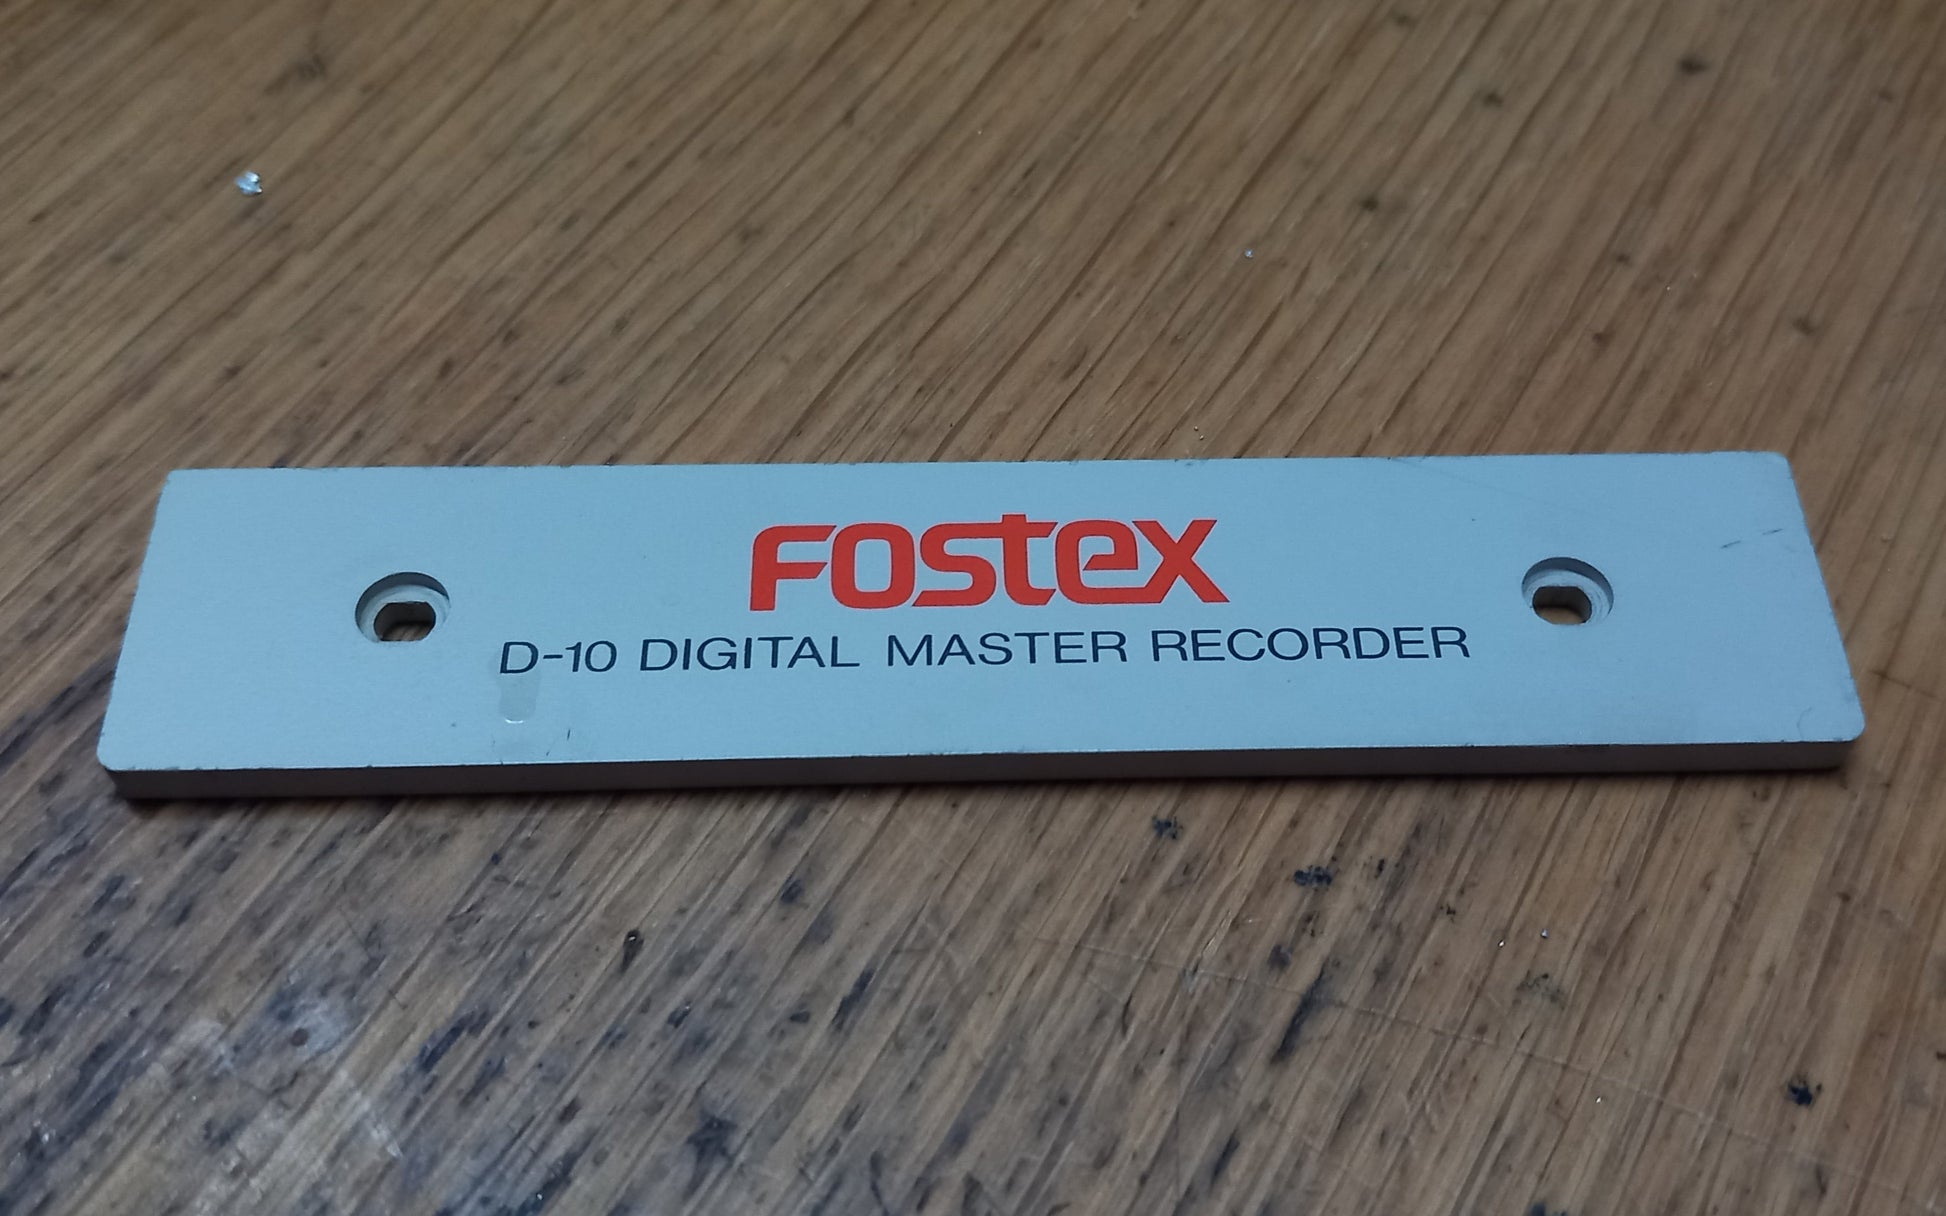 Fostex
D-10 DIGITAL MASTER RECORDER